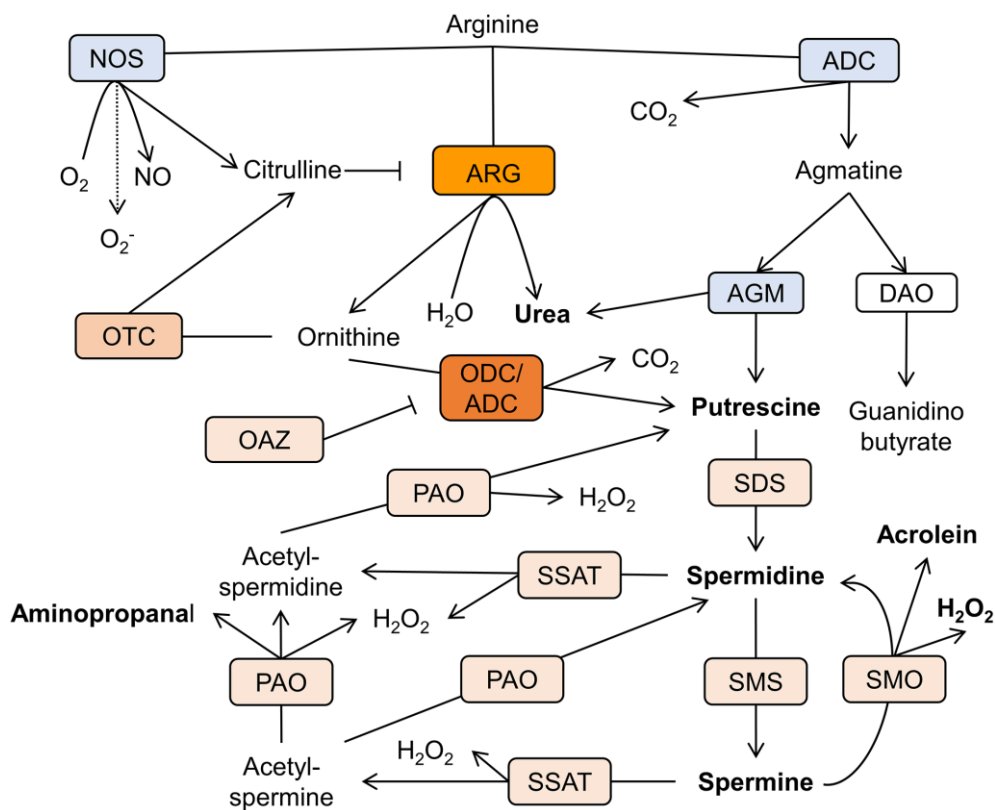 Arginine
NOS
ADC
CO₂
O₂
NO
Citrulline
ARG
Agmatine
O₂⁻
H₂O
Urea
AGM
DAO
OTC
Ornithine
ODC/
ADC
CO₂
Putrescine
Guanidino
butyrate
OAZ
PAO
H₂O₂
SDS
Acetyl-
spermidine
SSAT
Spermidine
Acrolein
Aminopropanal
H₂O₂
H₂O₂
PAO
PAO
SMS
SMO
Acetyl-
spermine
H₂O₂
SSAT
Spermine